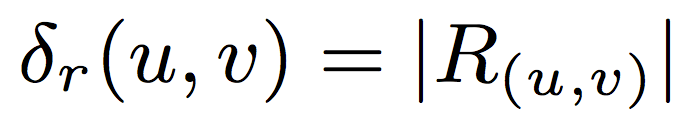 δ_r(u, v) = |R_{(u,v)}|